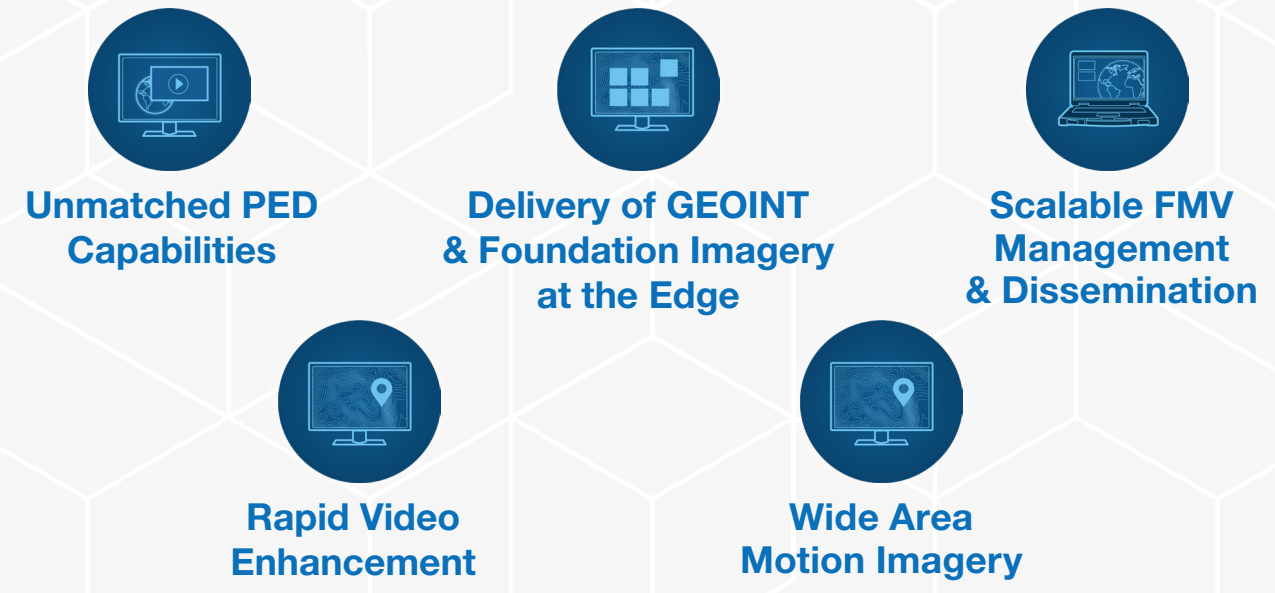 Unmatched PED
Capabilities
Delivery of GEOINT
& Foundation Imagery
at the Edge
Scalable FMV
Management
& Dissemination
Rapid Video
Enhancement
Wide Area
Motion Imagery